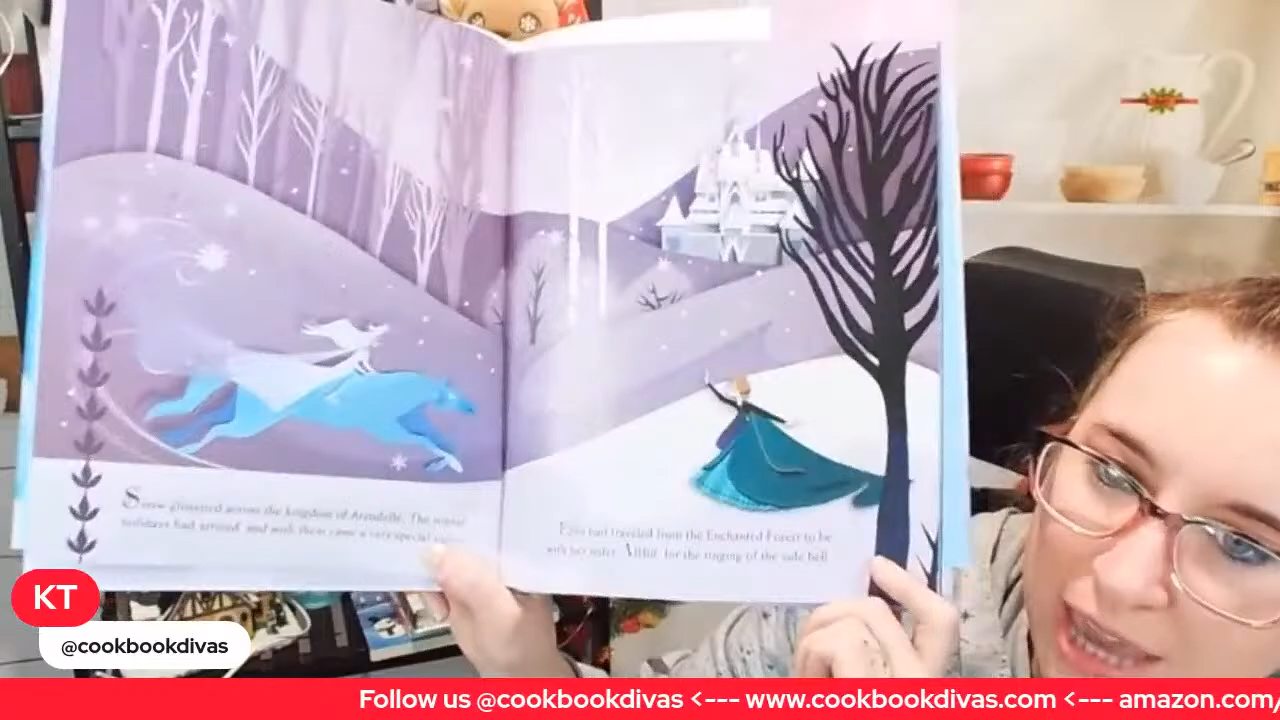 Snow glistened across the kingdom of Arendelle. The winter
holidays had arrived, and with them came a very special
Elsa had traveled from the Enchanted Forest to be
with her sister, Anna, for the ringing of the yule bell.
KT
@cookbookdivas
Follow us @cookbookdivas <--- www.cookbookdivas.com <--- amazon.com/